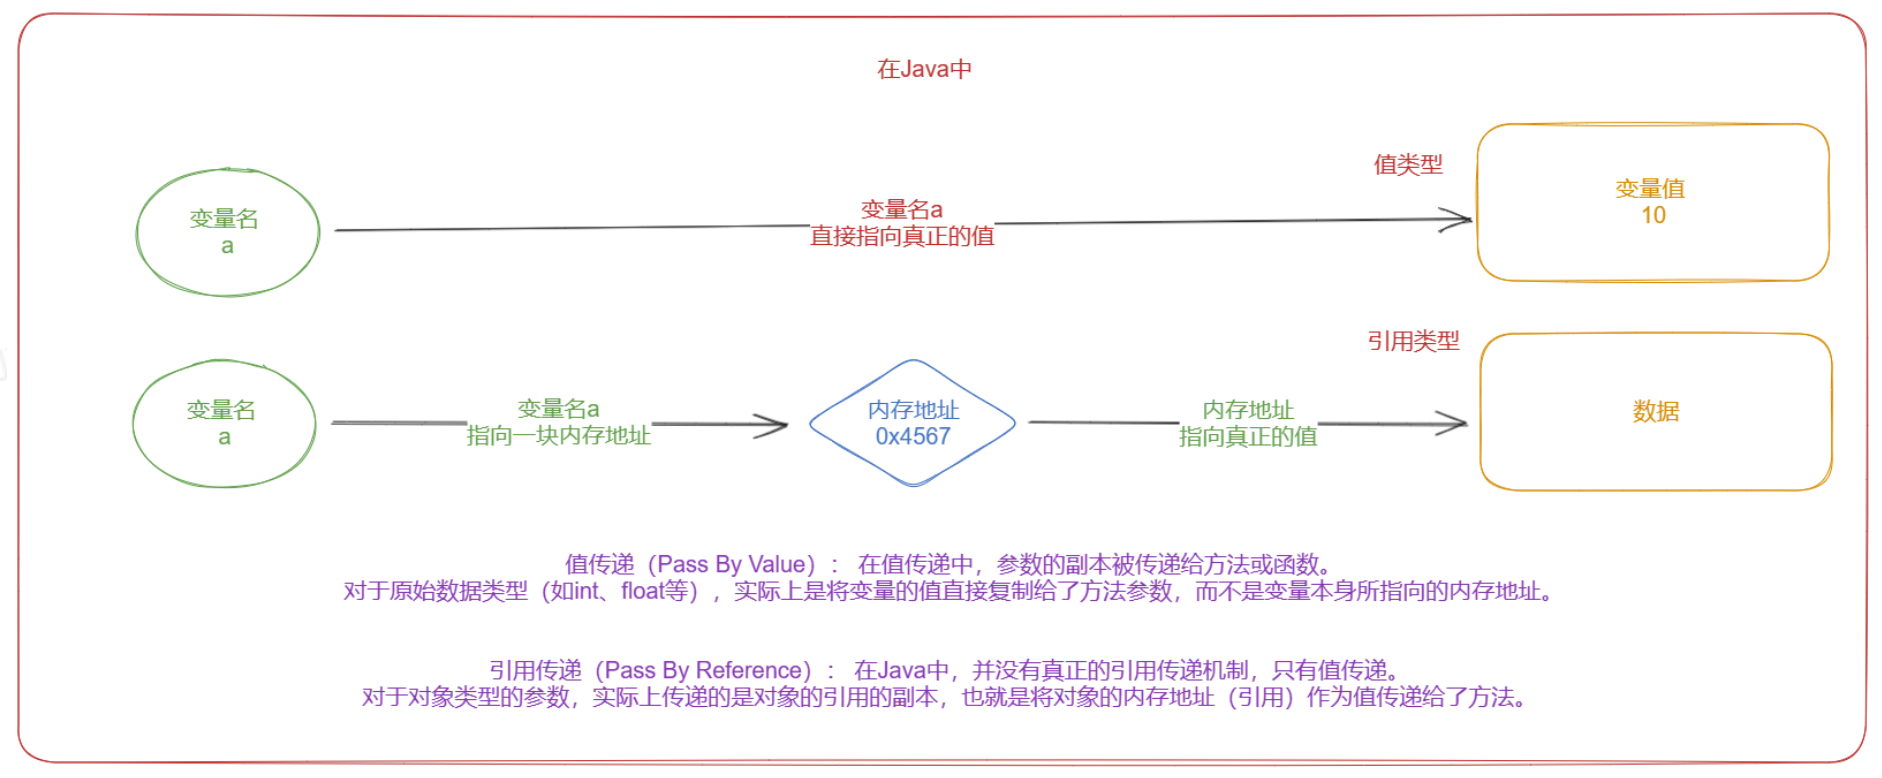 在Java中
值类型
变量名
a
变量名a
直接指向真正的值
变量值
10
引用类型
变量名
a
变量名a
指向一块内存地址
内存地址
0x4567
内存地址
指向真正的值
数据
值传递（Pass By Value）： 在值传递中，参数的副本被传递给方法或函数。
对于原始数据类型（如int、float等），实际上是将变量的值直接复制给了方法参数，而不是变量本身所指向的内存地址。
引用传递（Pass By Reference）： 在Java中，并没有真正的引用传递机制，只有值传递。
对于对象类型的参数，实际上传递的是对象的引用的副本，也就是将对象的内存地址（引用）作为值传递给了方法。